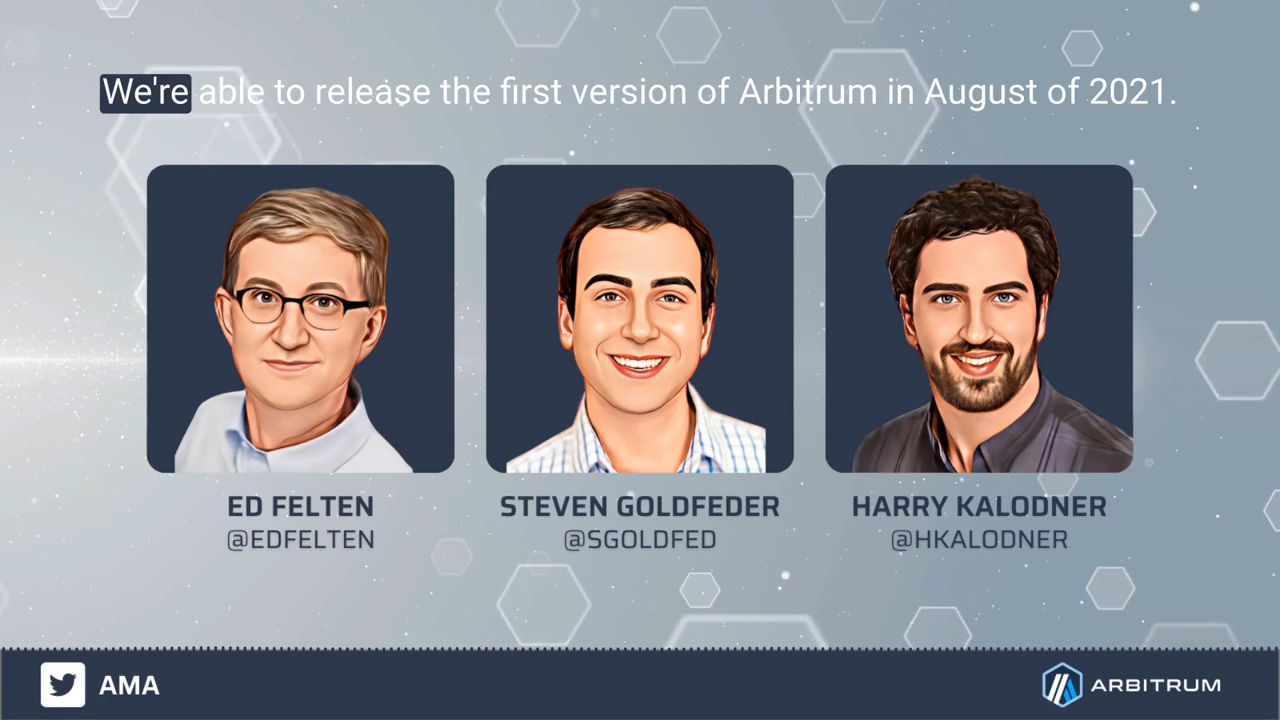 We're able to release the first version of Arbitrum in August of 2021.
ED FELTEN
@EDFELTEN
STEVEN GOLDFEDER
@SGOLDFED
HARRY KALODNER
@HKALODNER
AMA
ARBITRUM